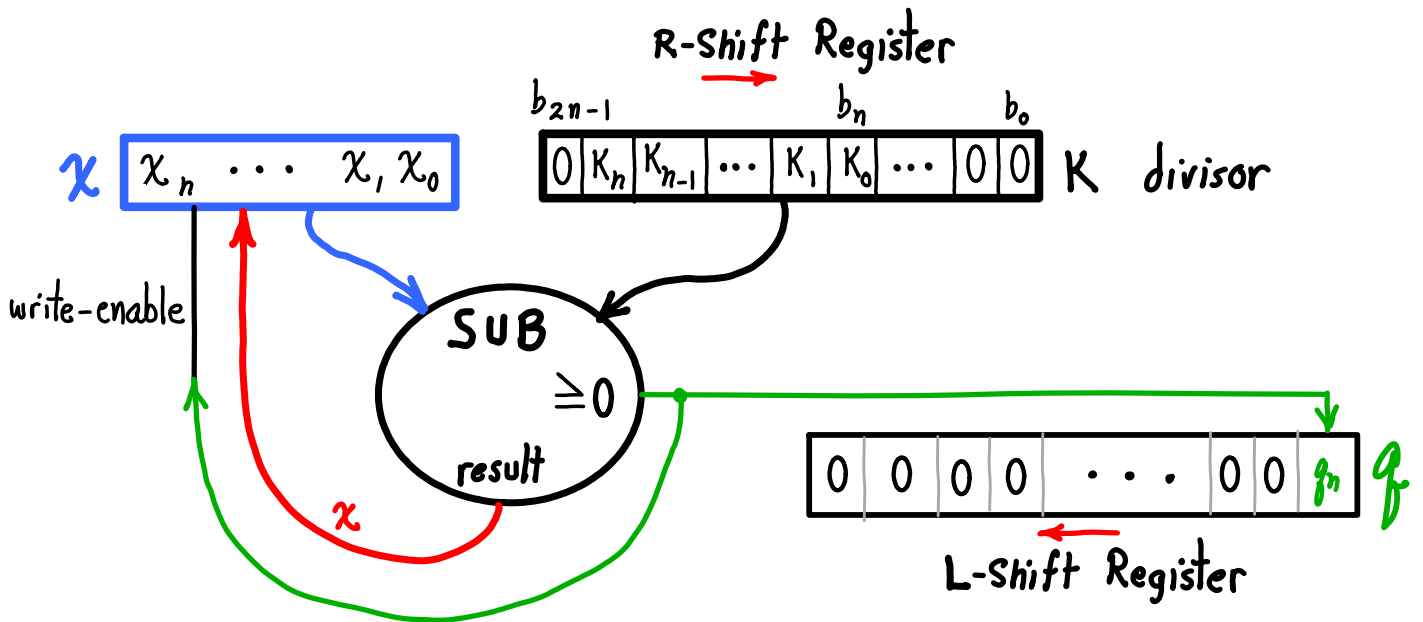 R-Shift Register
b₂ₙ₋₁ bₙ b₀
x xₙ ··· x₁ x₀
0 Kₙ Kₙ₋₁ ··· K₁ K₀ ··· 0 0 K divisor
write-enable
SUB
≥0
result
x
0 0 0 0 ··· 0 0 qₙ q
L-Shift Register